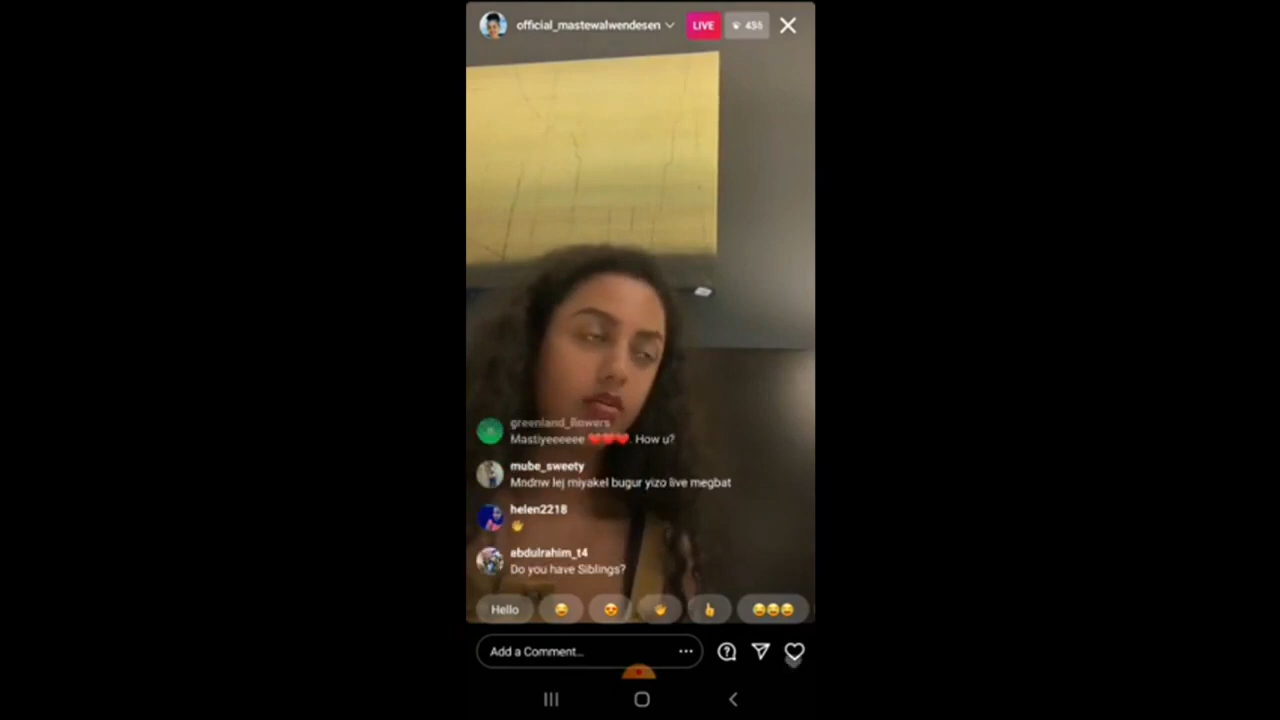 official_mastewalwendesen
LIVE
greenland_flowers
Mastiyeeeeee ❤️❤️❤️. How u?
mube_sweety
Mndnw lej miyakel bugur yizo live megbat
helen2218
👋
abdulrahim_t4
Do you have Siblings?
Hello 😂 😍 👋 👆 😂😂😂
Add a Comment...